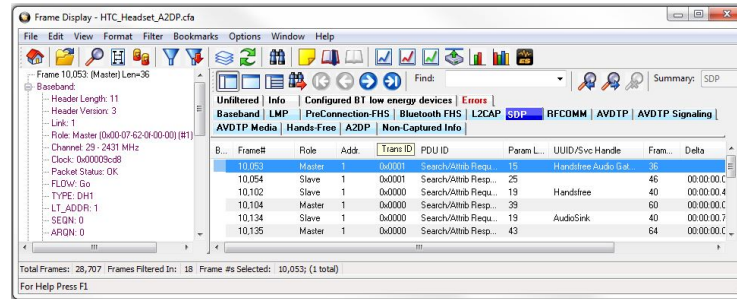 Frame Display - HTC_Headset_A2DP.cfa
File Edit View Format Filter Bookmarks Options Window Help
Find: Summary: SDP
Unfiltered Info Configured BT low energy devices Errors
Baseband LMP PreConnection-FHS Bluetooth FHS L2CAP SDP RFCOMM AVDTP AVDTP Signaling
AVDTP Media Hands-Free A2DP Non-Captured Info
Frame 10,053: (Master) Len=36
Baseband:
Header Length: 11
Header Version: 3
Link: 1
Role: Master (0x00-07-62-0f-00-00) (#1)
Channel: 29 - 2431 MHz
Clock: 0x00009cd8
Packet Status: OK
FLOW: Go
TYPE: DH1
LT_ADDR: 1
SEQN: 0
ARQN: 0
B... Frame# Role Addr. Trans ID PDU ID Param L... UUID/Svc Handle Fram... Delta
10,053 Master 1 0x0001 Search/Attrib Requ... 15 Handsfree Audio Gat... 36
10,054 Slave 1 0x0001 Search/Attrib Resp... 25 46 00:00:00.0
10,102 Slave 1 0x0000 Search/Attrib Requ... 19 Handsfree 40 00:00:00.4
10,104 Master 1 0x0000 Search/Attrib Resp... 39 60 00:00:00.0
10,134 Slave 1 0x0000 Search/Attrib Requ... 19 AudioSink 40 00:00:00.7
10,135 Master 1 0x0000 Search/Attrib Resp... 43 64 00:00:00.0
Total Frames: 28,707 Frames Filtered In: 18 Frame #s Selected: 10,053; (1 total)
For Help Press F1